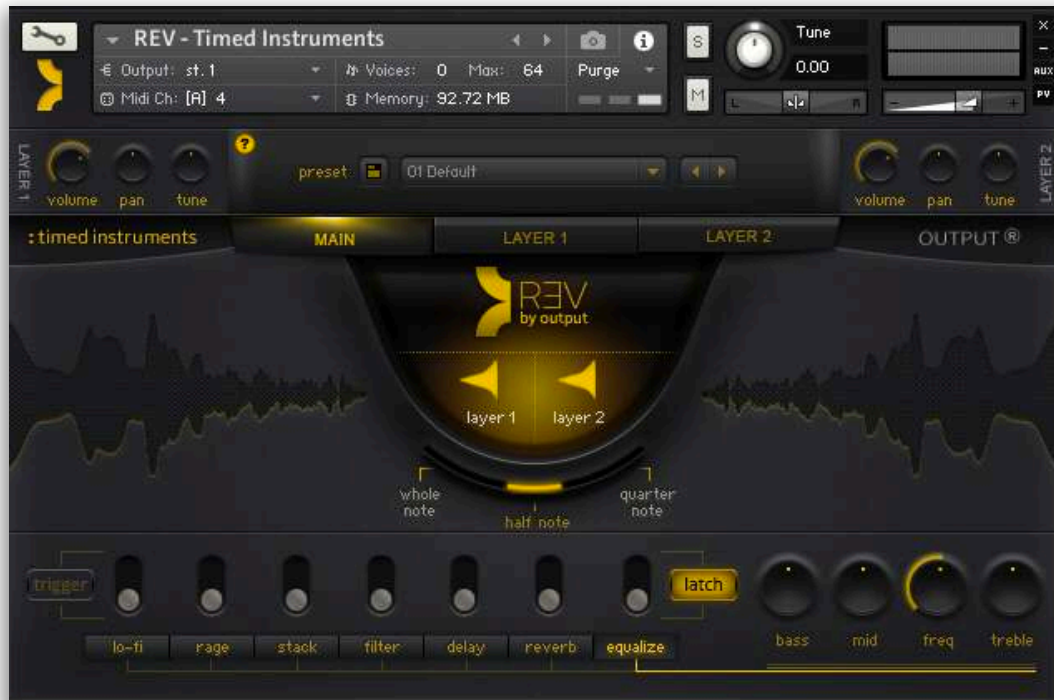 REV - Timed Instruments
Output: st. 1
Voices: 0 Max: 64 Purge
Midi Ch: [A] 4
Memory: 92.72 MB
S
M
Tune
0.00
L R
- +
×
-
AUX
PV
LAYER 1
volume pan tune
?
preset 01 Default
volume pan tune
LAYER 2
:timed instruments
MAIN LAYER 1 LAYER 2
OUTPUT ®
RƎV
by output
layer 1 layer 2
whole note
half note
quarter note
trigger
latch
lo-fi rage stack filter delay reverb equalize
bass mid freq treble